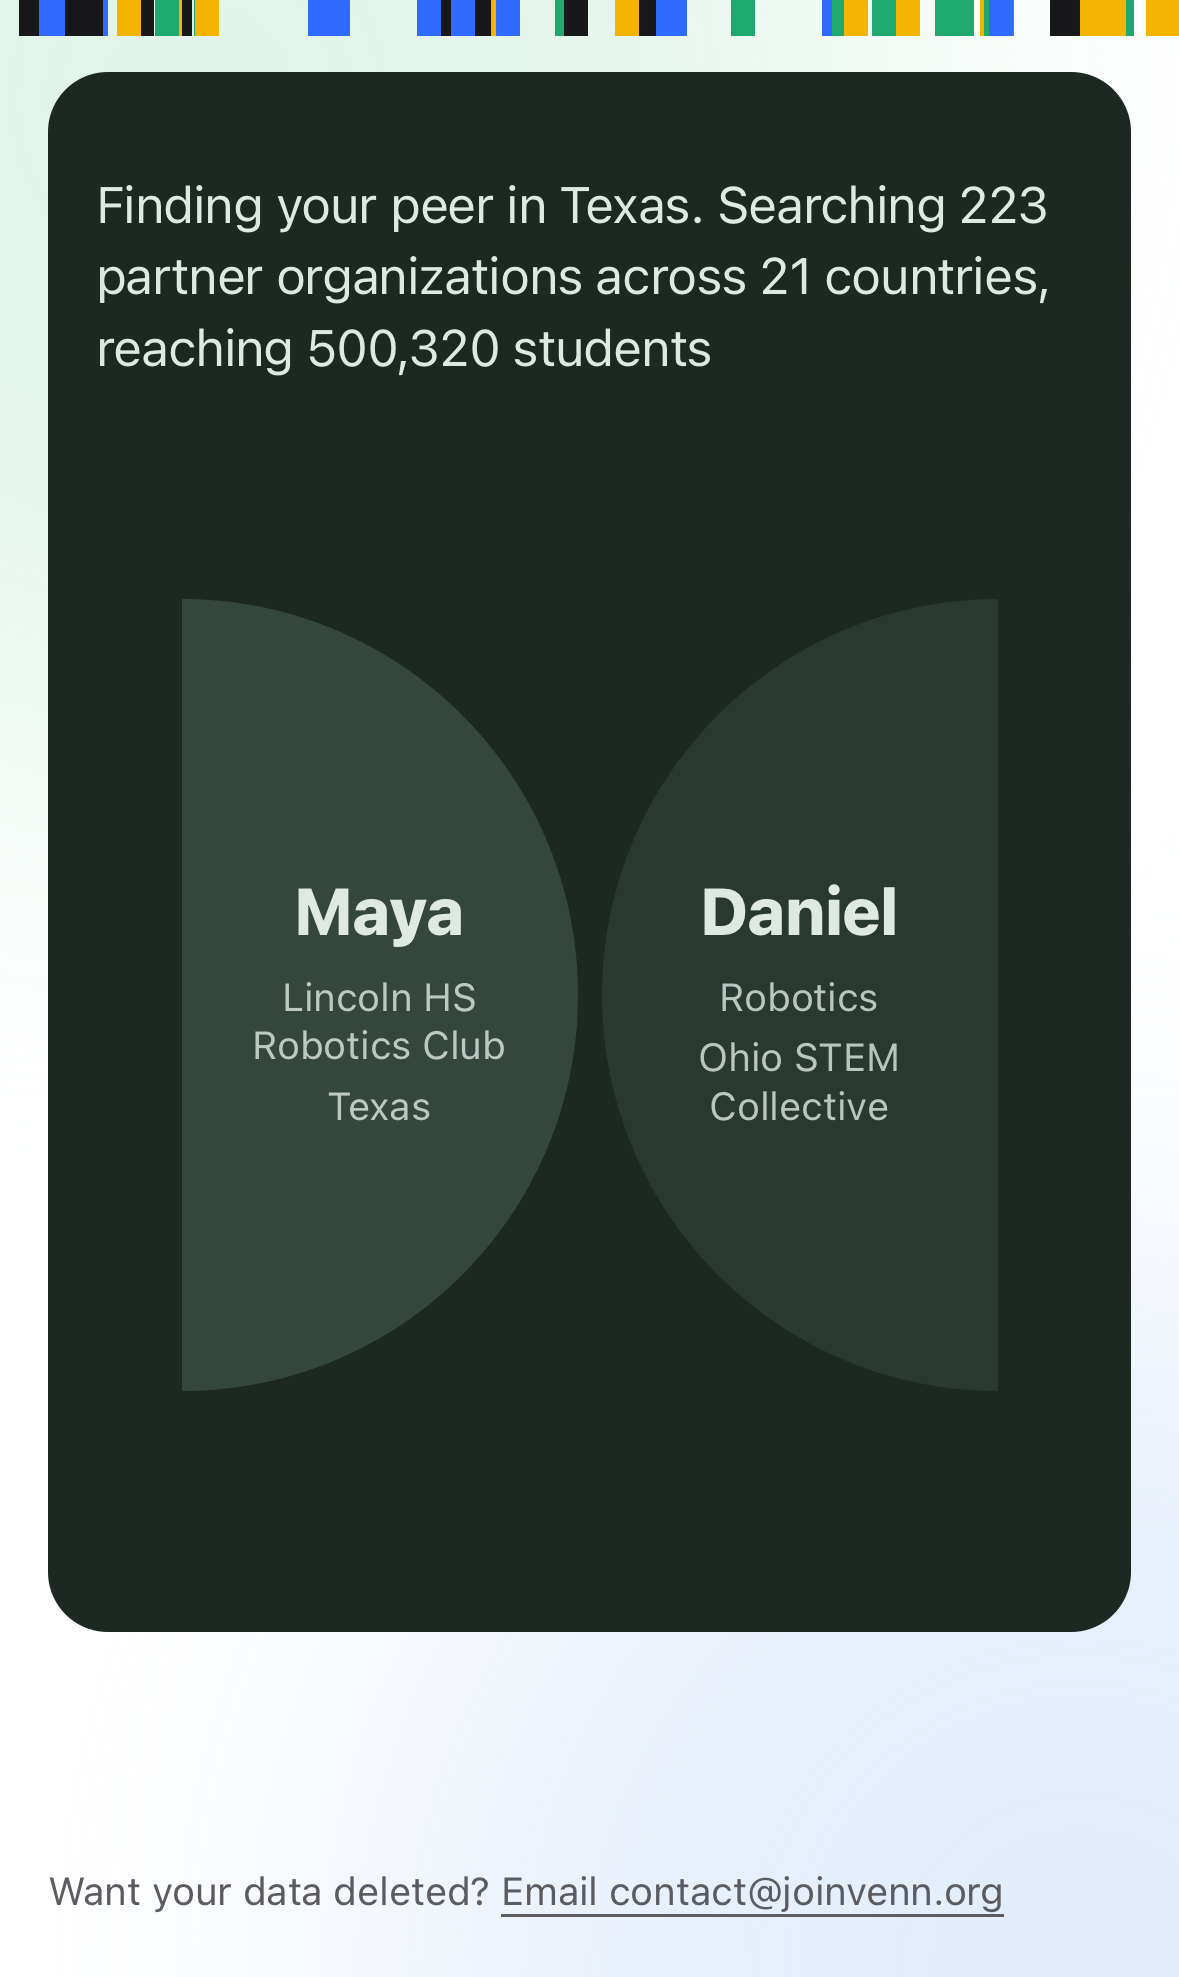 Finding your peer in Texas. Searching 223
partner organizations across 21 countries,
reaching 500,320 students
Maya
Lincoln HS
Robotics Club
Texas
Daniel
Robotics
Ohio STEM
Collective
Want your data deleted? Email contact@joinvenn.org